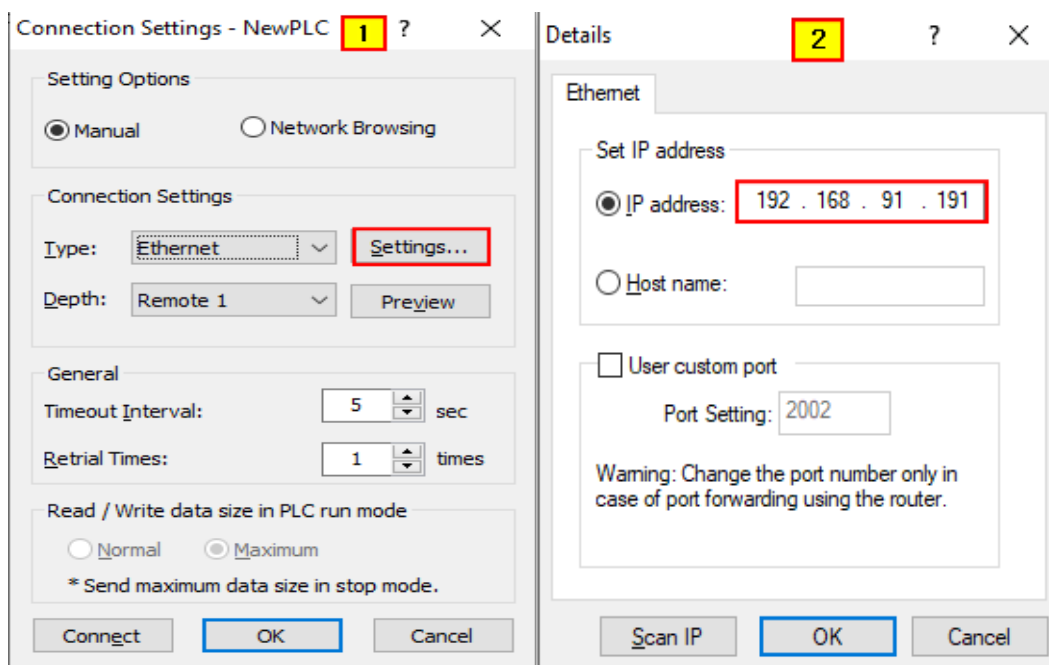 Connection Settings - NewPLC 1 ? ×
Setting Options
Manual Network Browsing
Connection Settings
Type: Ethernet Settings...
Depth: Remote 1 Preview
General
Timeout Interval: 5 sec
Retrial Times: 1 times
Read / Write data size in PLC run mode
Normal Maximum
* Send maximum data size in stop mode.
Connect OK Cancel
Details 2 ? ×
Ethernet
Set IP address
IP address: 192 . 168 . 91 . 191
Host name:
User custom port
Port Setting: 2002
Warning: Change the port number only in
case of port forwarding using the router.
Scan IP OK Cancel